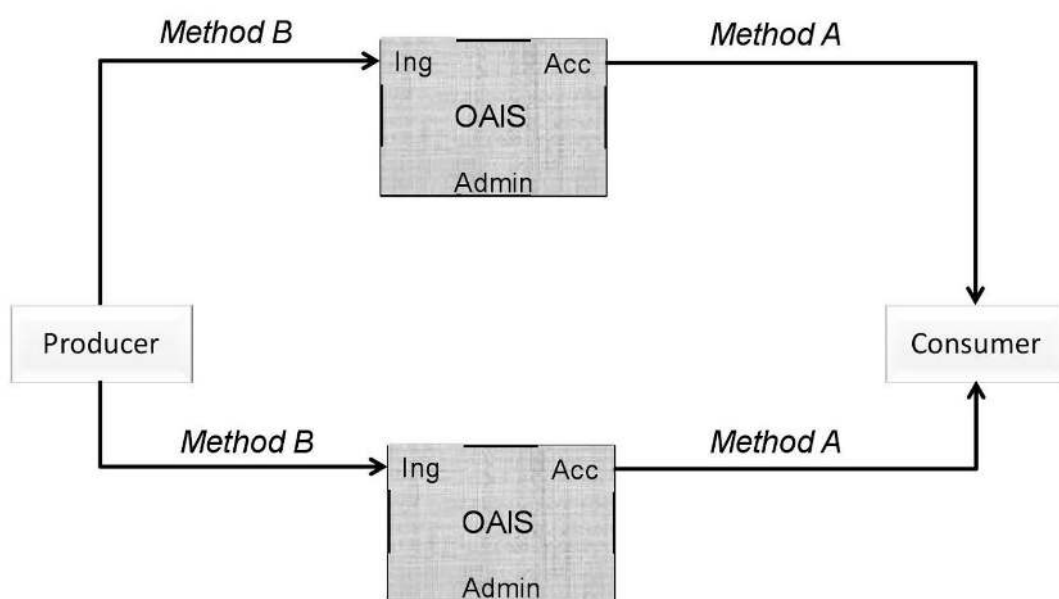 Method B
Method A
Ing Acc
OAIS
Admin
Producer
Consumer
Method B
Method A
Ing Acc
OAIS
Admin